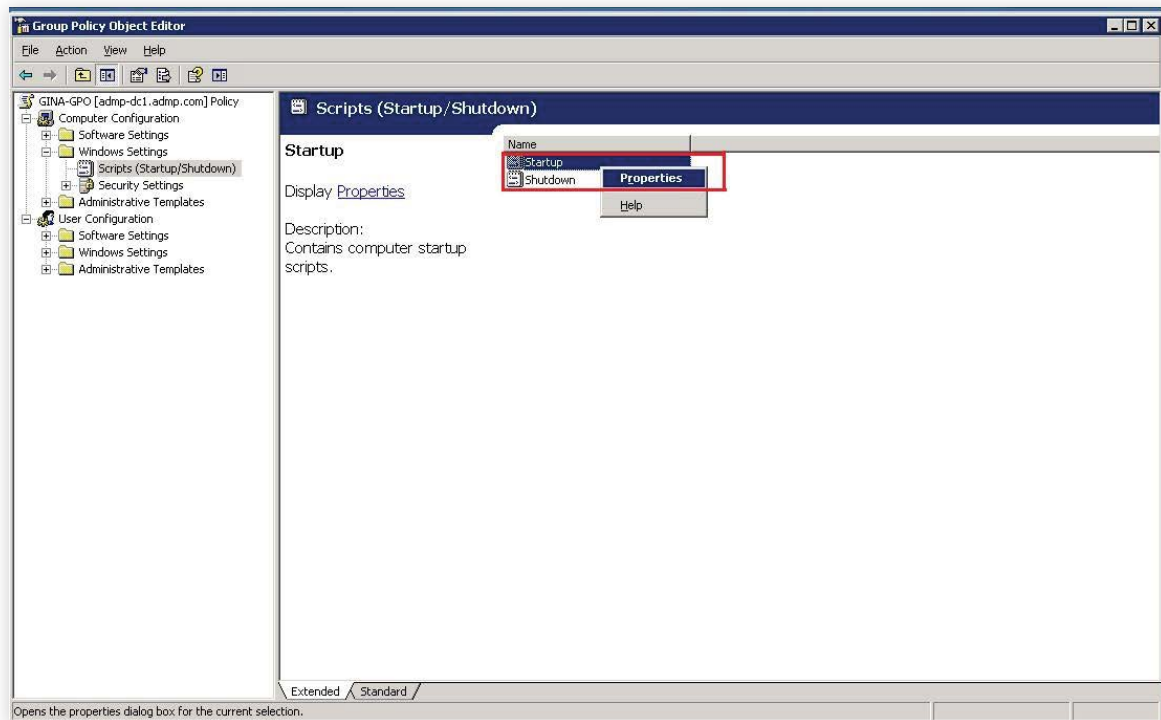 Group Policy Object Editor
File Action View Help
GINA-GPO [admp-dc1.admp.com] Policy
Computer Configuration
Software Settings
Windows Settings
Scripts (Startup/Shutdown)
Security Settings
Administrative Templates
User Configuration
Software Settings
Windows Settings
Administrative Templates
Scripts (Startup/Shutdown)
Startup
Display Properties
Description:
Contains computer startup
scripts.
Name
Startup
Shutdown
Properties
Help
Extended Standard
Opens the properties dialog box for the current selection.